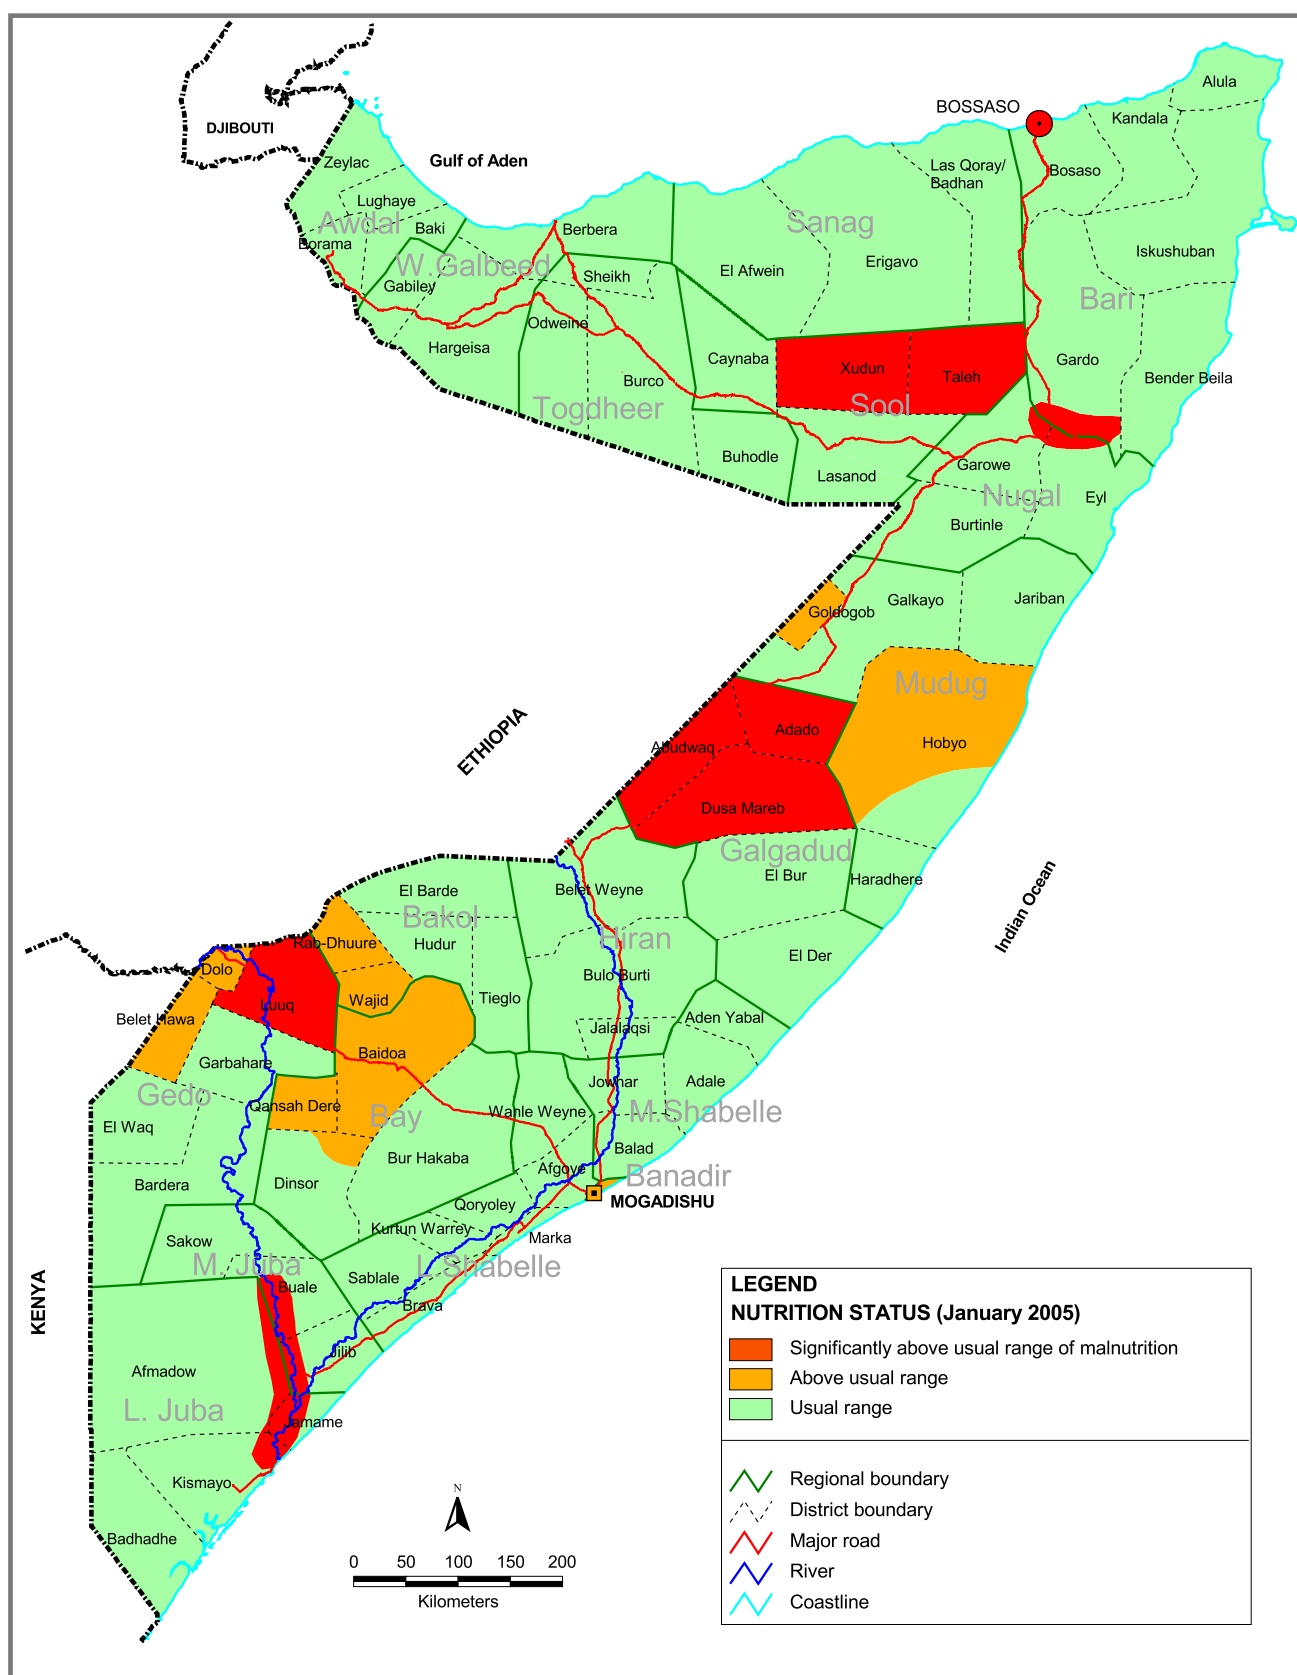 Alula
BOSSASO
Kandala
DJIBOUTI
Gulf of Aden
Zeylac
Las Qoray/
Badhan
Bosaso
Lughaye
Awdal
Baki
Berbera
Sanag
Borama
Iskushuban
W.Galbeed
Sheikh
El Afwein
Erigavo
Gabiley
Bari
Odweine
Hargeisa
Caynaba
Xudun
Taleh
Gardo
Bender Beila
Burco
Togdheer
Sool
Buhodle
Lasanod
Garowe
Nugal
Eyl
Burtinle
Goldogob
Galkayo
Jariban
Mudug
ETHIOPIA
Abudwaq
Adado
Hobyo
Dusa Mareb
Galgadud
El Bur
Haradhere
Indian Ocean
El Barde
Belet Weyne
Bakol
Rab-Dhuure
Hudur
Hiran
El Der
Dolo
Bulo Burti
Luuq
Wajid
Tieglo
Belet Hawa
Jalalaqsi
Aden Yabal
Garbahare
Baidoa
Gedo
Jowhar
Adale
Qansah Dere
Bay
Wanle Weyne
M.Shabelle
El Waq
Bur Hakaba
Balad
Afgoye
Banadir
Bardera
Dinsor
Qoryoley
MOGADISHU
Kurtun Warrey
Marka
Sakow
M. Juba
L.Shabelle
Sablale
Buale
Brava
KENYA
Jilib
Afmadow
L. Juba
Jamame
Kismayo
Badhadhe
N
0 50 100 150 200
Kilometers
LEGEND
NUTRITION STATUS (January 2005)
Significantly above usual range of malnutrition
Above usual range
Usual range
Regional boundary
District boundary
Major road
River
Coastline